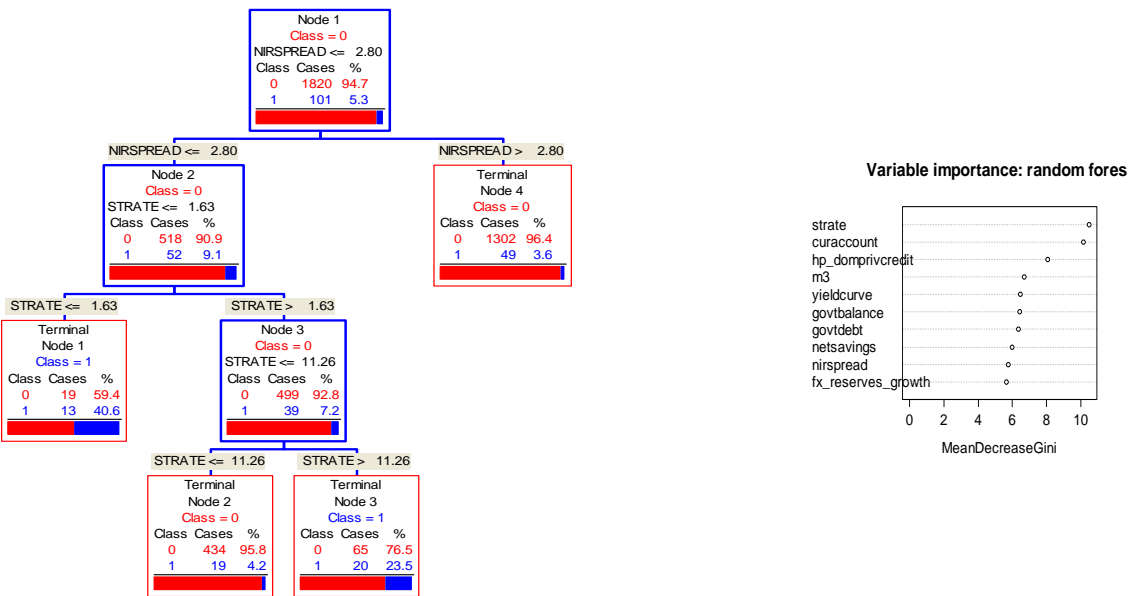 Node 1
Class = 0
NIRSPREAD <= 2.80
Class Cases %
0 1820 94.7
1 101 5.3
NIRSPREAD <= 2.80
NIRSPREAD > 2.80
Node 2
Class = 0
STRATE <= 1.63
Class Cases %
0 518 90.9
1 52 9.1
Terminal
Node 4
Class = 0
Class Cases %
0 1302 96.4
1 49 3.6
STRATE <= 1.63
STRATE > 1.63
Terminal
Node 1
Class = 1
Class Cases %
0 19 59.4
1 13 40.6
Node 3
Class = 0
STRATE <= 11.26
Class Cases %
0 499 92.8
1 39 7.2
STRATE <= 11.26
STRATE > 11.26
Terminal
Node 2
Class = 0
Class Cases %
0 434 95.8
1 19 4.2
Terminal
Node 3
Class = 1
Class Cases %
0 65 76.5
1 20 23.5
Variable importance: random fores
strate
curaccount
hp_domprivcredit
m3
yieldcurve
govtbalance
govtdebt
netsavings
nirspread
fx_reserves_growth
0 2 4 6 8 10
MeanDecreaseGini